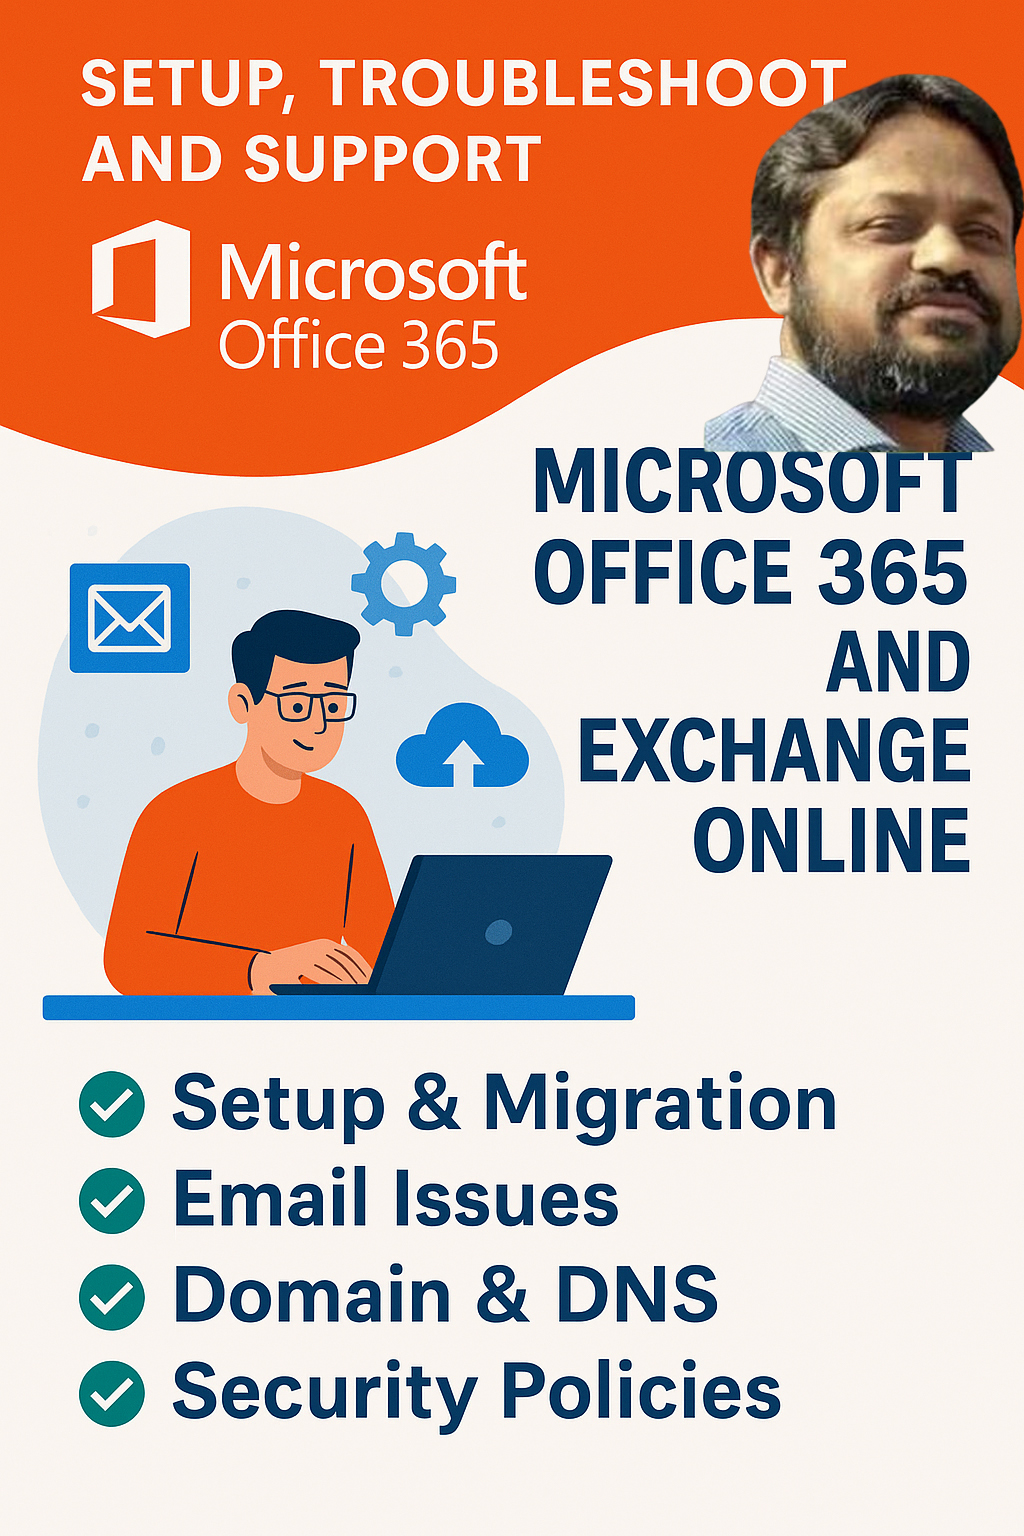 SETUP, TROUBLESHOOT
AND SUPPORT
Microsoft
Office 365
MICROSOFT
OFFICE 365
AND
EXCHANGE
ONLINE
Setup & Migration
Email Issues
Domain & DNS
Security Policies